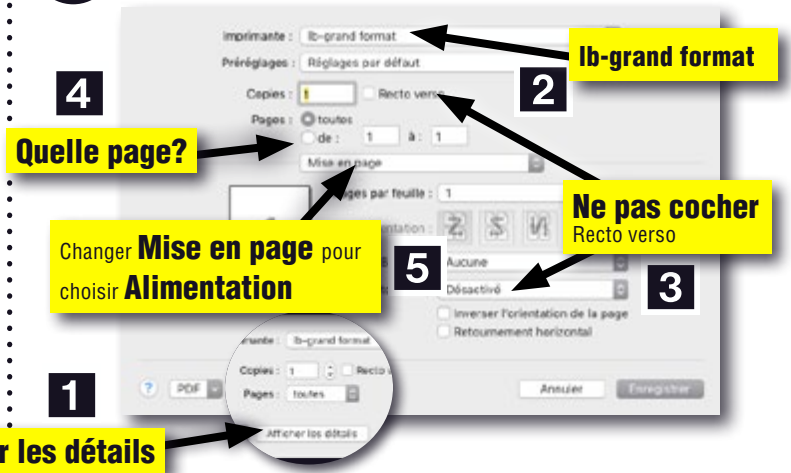 Imprimante : lb-grand format
lb-grand format
Préréglages : Réglages par défaut
2
4
Copies : 1 Recto verso
Pages : toutes
de : 1 à : 1
Quelle page?
Mise en page
ges par feuille : 1
Ne pas cocher
Recto verso
ntation :
Changer Mise en page pour
choisir Alimentation
5
Aucune
Désactivé
3
Inverser l'orientation de la page
Retournement horizontal
lb-grand format
Copies : 1 Recto
Pages : toutes
? PDF
Annuler Enregistrer
1
Afficher les détails
r les détails